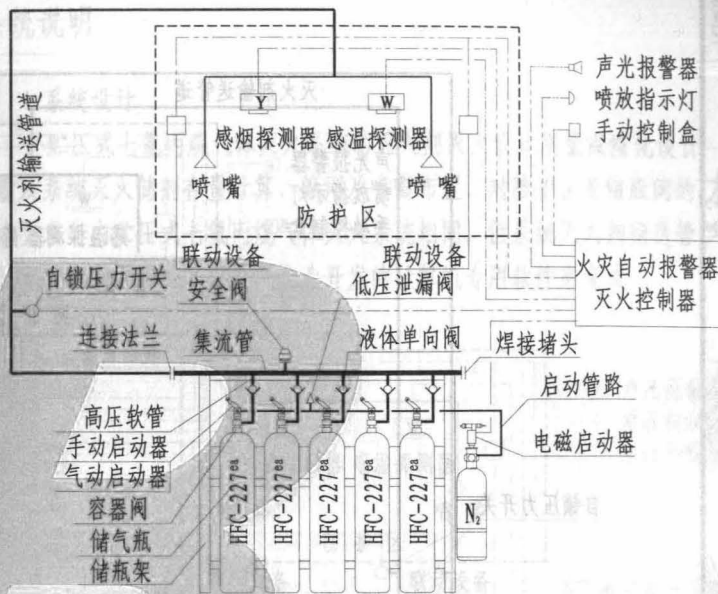 灭火剂输送管道
Y
W
感烟探测器
感温探测器
喷嘴
喷嘴
防护区
声光报警器
喷放指示灯
手动控制盒
联动设备
联动设备
自锁压力开关
安全阀
低压泄漏阀
火灾自动报警器
灭火控制器
连接法兰
集流管
液体单向阀
焊接堵头
启动管路
电磁启动器
高压软管
手动启动器
气动启动器
容器阀
储气瓶
储瓶架
HFC-227ea
HFC-227ea
HFC-227ea
HFC-227ea
HFC-227ea
N2